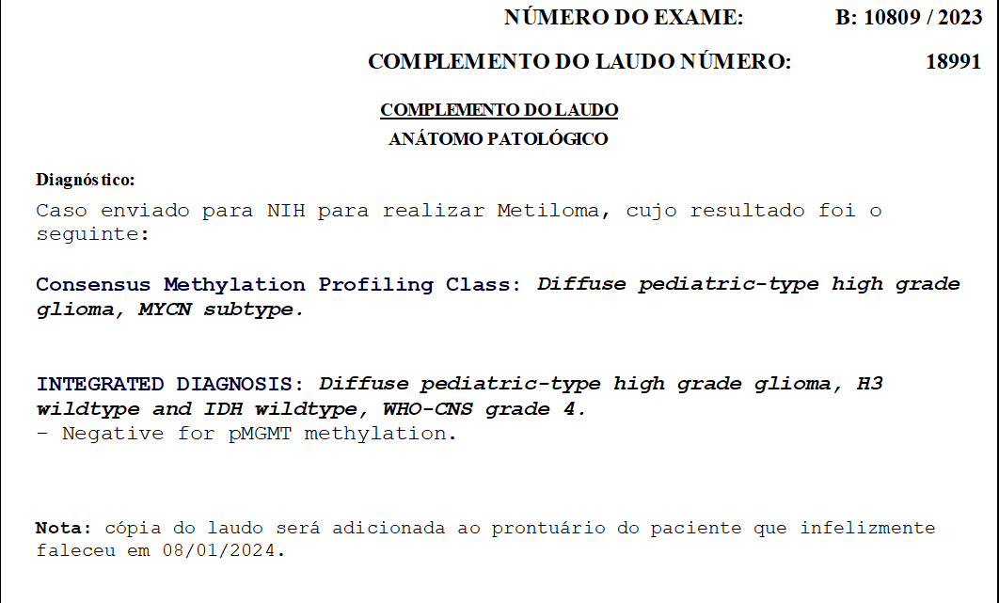 NÚMERO DO EXAME: B: 10809 / 2023
COMPLEMENTO DO LAUDO NÚMERO: 18991
COMPLEMENTO DO LAUDO
ANÁTOMO PATOLÓGICO
Diagnóstico:
Caso enviado para NIH para realizar Metiloma, cujo resultado foi o
seguinte:
Consensus Methylation Profiling Class: Diffuse pediatric-type high grade
glioma, MYCN subtype.
INTEGRATED DIAGNOSIS: Diffuse pediatric-type high grade glioma, H3
wildtype and IDH wildtype, WHO-CNS grade 4.
- Negative for pMGMT methylation.
Nota: cópia do laudo será adicionada ao prontuário do paciente que infelizmente
faleceu em 08/01/2024.